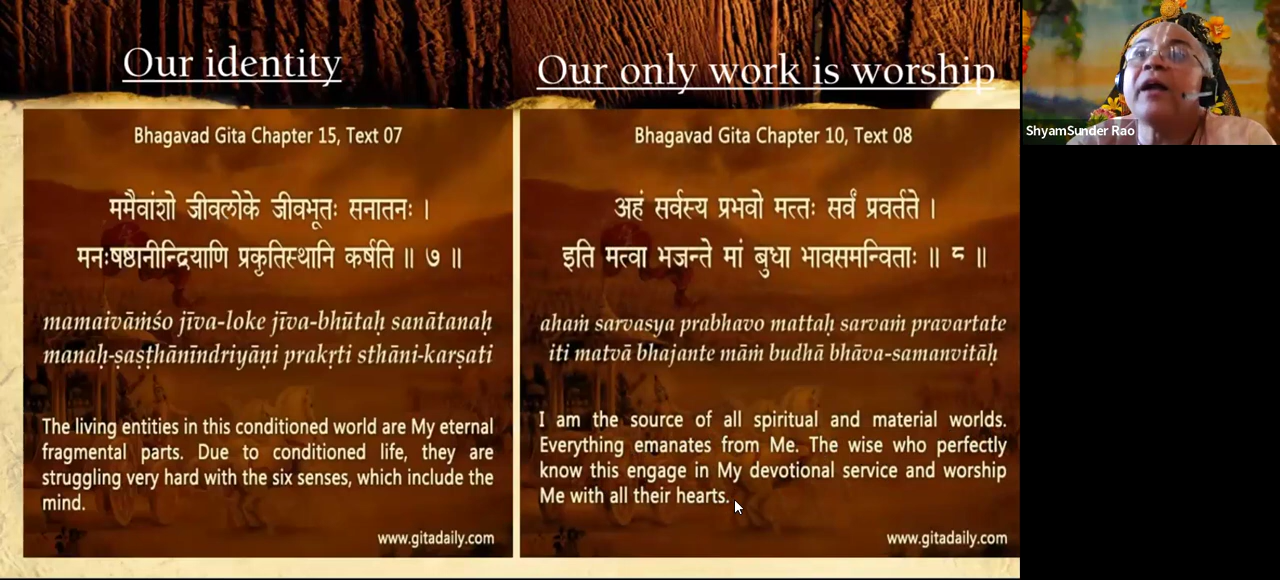 Our identity
Bhagavad Gita Chapter 15, Text 07
ममैवांशो जीवलोके जीवभूतः सनातनः ।
मनःषष्ठानीन्द्रियाणि प्रकृतिस्थानि कर्षति ॥ ७ ॥
mamaivāṁśo jīva-loke jīva-bhūtaḥ sanātanaḥ
manaḥ-ṣaṣṭhānīndriyāṇi prakṛti sthāni-karṣati
The living entities in this conditioned world are My eternal
fragmental parts. Due to conditioned life, they are
struggling very hard with the six senses, which include the
mind.
www.gitadaily.com
Our only work is worship
Bhagavad Gita Chapter 10, Text 08
अहं सर्वस्य प्रभवो मत्तः सर्वं प्रवर्तते ।
इति मत्वा भजन्ते मां बुधा भावसमन्विताः ॥ ८ ॥
ahaṁ sarvasya prabhavo mattaḥ sarvaṁ pravartate
iti matvā bhajante māṁ budhā bhāva-samanvitāḥ
I am the source of all spiritual and material worlds.
Everything emanates from Me. The wise who perfectly
know this engage in My devotional service and worship
Me with all their hearts.
www.gitadaily.com
ShyamSunder Rao